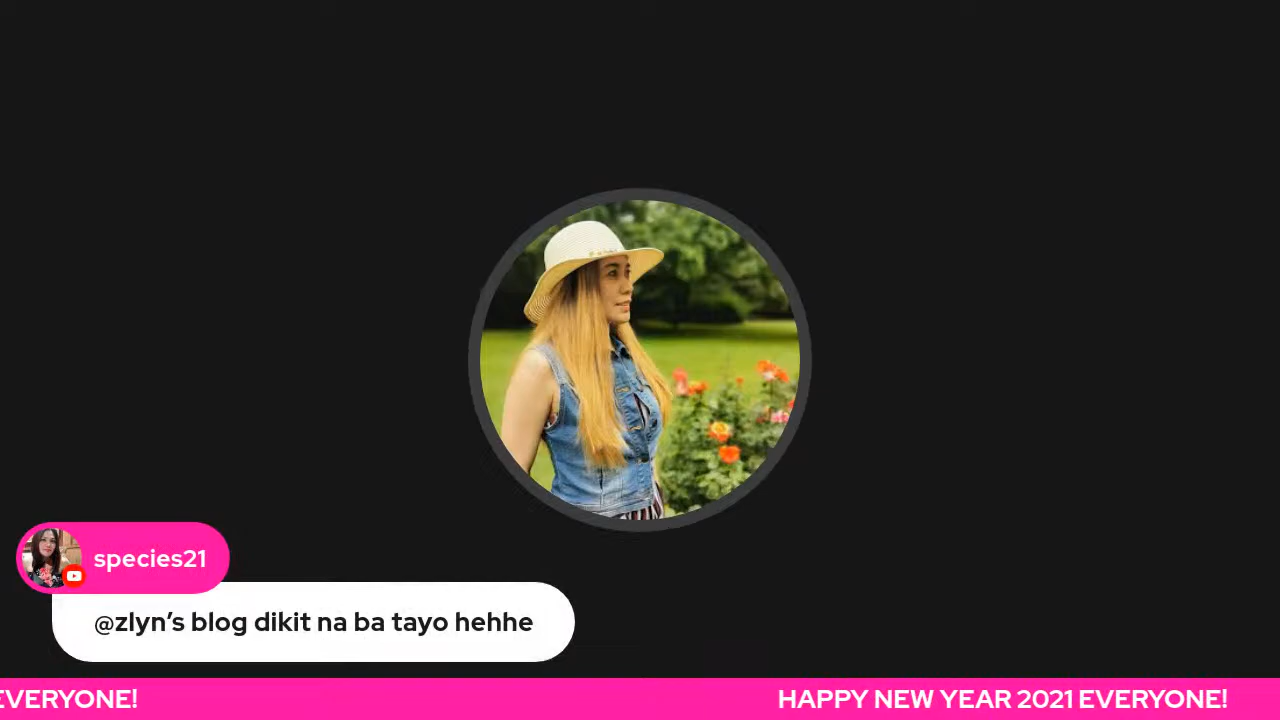 species21
@zlyn's blog dikit na ba tayo hehhe
EVERYONE! HAPPY NEW YEAR 2021 EVERYONE!